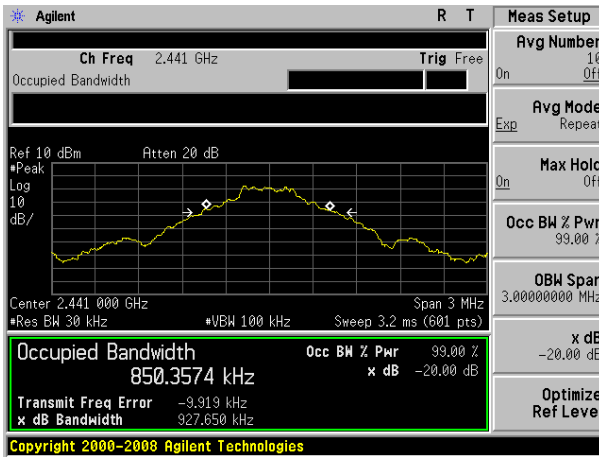 Agilent R T Meas Setup
Ch Freq 2.441 GHz Trig Free
Occupied Bandwidth
Avg Number
10
On Off
Avg Mode
Exp Repeat
Max Hold
On Off
Occ BW % Pwr
99.00 %
OBW Span
3.00000000 MHz
x dB
-20.00 dB
Optimize
Ref Level
Ref 10 dBm Atten 20 dB
#Peak
Log
10
dB/
Center 2.441 000 GHz Span 3 MHz
#Res BW 30 kHz #VBW 100 kHz Sweep 3.2 ms (601 pts)
Occupied Bandwidth Occ BW % Pwr 99.00 %
850.3574 kHz x dB -20.00 dB
Transmit Freq Error -9.919 kHz
x dB Bandwidth 927.650 kHz
Copyright 2000-2008 Agilent Technologies